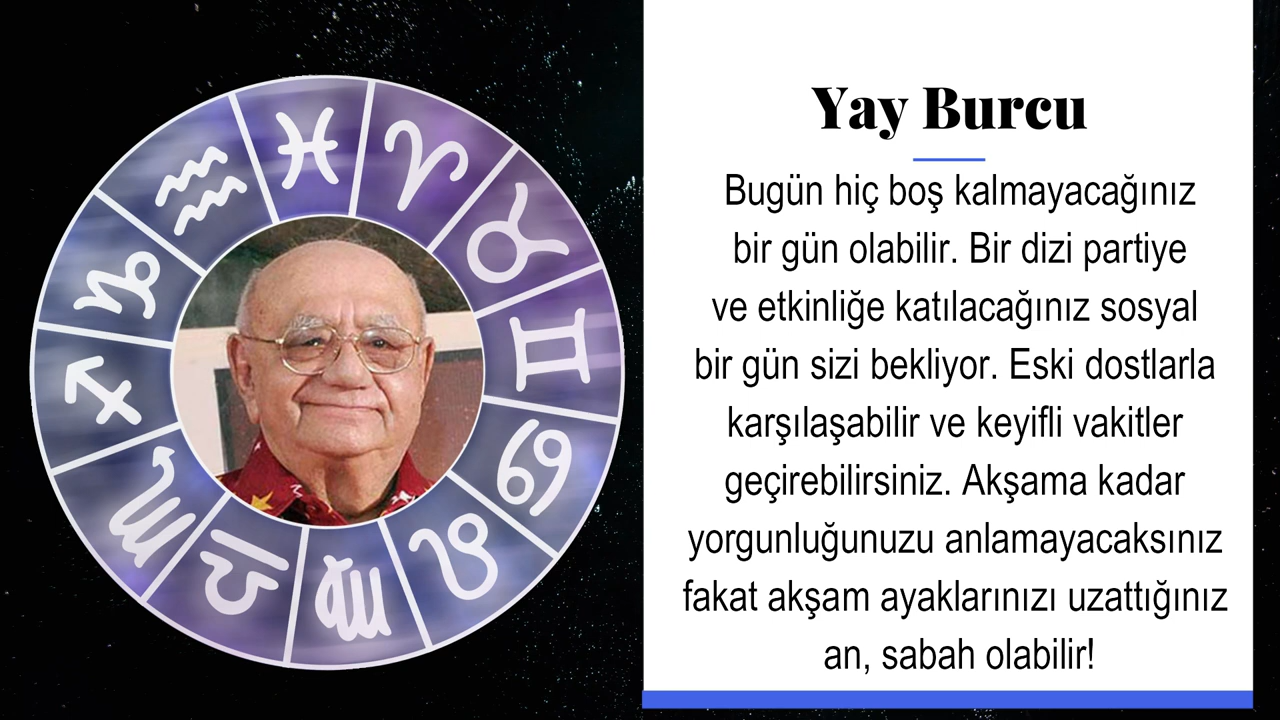 Yay Burcu
Bugün hiç boş kalmayacağınız
bir gün olabilir. Bir dizi partiye
ve etkinliğe katılacağınız sosyal
bir gün sizi bekliyor. Eski dostlarla
karşılaşabilir ve keyifli vakitler
geçirebilirsiniz. Akşama kadar
yorgunluğunuzu anlamayacaksınız
fakat akşam ayaklarınızı uzattığınız
an, sabah olabilir!